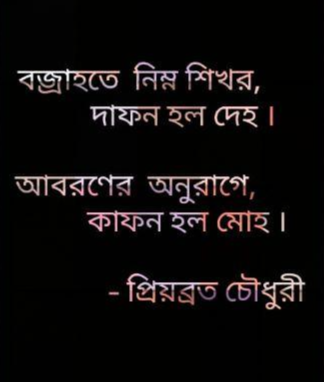 বজ্রাহতে নিম্ন শিখর,
দাফন হল দেহ ।
আবরণের অনুরাগে,
কাফন হল মোহ ।
- প্রিয়ব্রত চৌধুরী